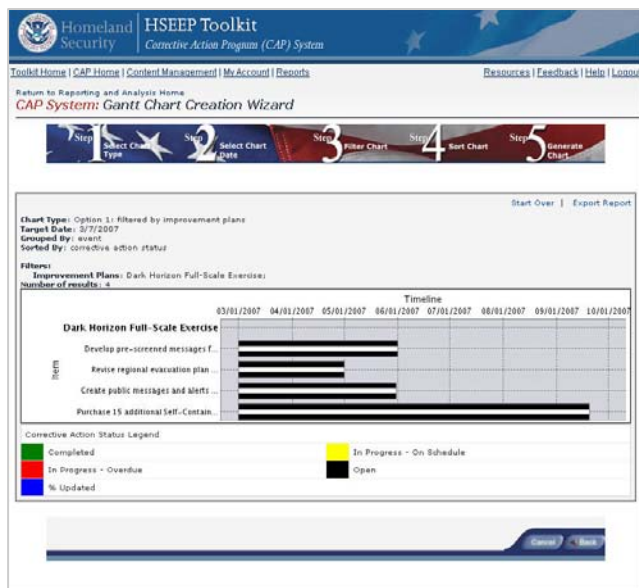 Homeland Security
HSEEP Toolkit
Corrective Action Program (CAP) System
Toolkit Home | CAP Home | Content Management | My Account | Reports
Resources | Feedback | Help | Logou
Return to Reporting and Analysis Home
CAP System: Gantt Chart Creation Wizard
Step 1 Select Chart Type
Step 2 Select Chart Date
Step 3 Filter Chart
Step 4 Sort Chart
Step 5 Generate Chart
Start Over | Export Report
Chart Type: Option 1: filtered by improvement plans
Target Date: 3/7/2007
Grouped By: event
Sorted By: corrective action status
Filters:
Improvement Plans: Dark Horizon Full-Scale Exercise;
Number of results: 4
Timeline
03/01/2007 04/01/2007 05/01/2007 06/01/2007 07/01/2007 08/01/2007 09/01/2007 10/01/2007
Item
Dark Horizon Full-Scale Exercise
Develop pre-screened messages f...
Revise regional evacuation plan ...
Create public messages and alerts ...
Purchase 15 additional Self-Contain...
Corrective Action Status Legend
Completed
In Progress - On Schedule
In Progress - Overdue
Open
% Updated
Cancel
Back